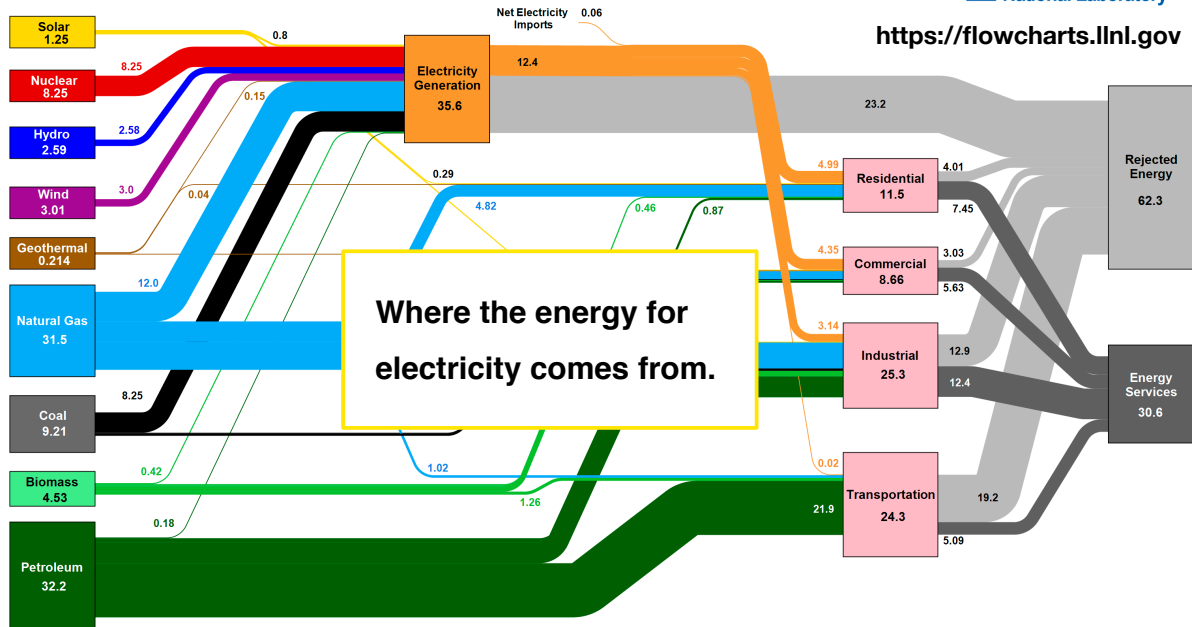 National Laboratory
https://flowcharts.llnl.gov
Net Electricity
Imports
0.06
Solar
1.25
0.8
Nuclear
8.25
8.25
Hydro
2.59
2.58
Wind
3.01
3.0
Geothermal
0.214
0.15
0.04
Natural Gas
31.5
12.0
Coal
9.21
8.25
Biomass
4.53
0.42
Petroleum
32.2
0.18
Electricity
Generation
35.6
12.4
23.2
0.29
4.82
0.46
0.87
Where the energy for
electricity comes from.
1.02
1.26
4.99
Residential
11.5
4.01
7.45
4.35
Commercial
8.66
3.03
5.63
3.14
Industrial
25.3
12.9
12.4
0.02
Transportation
24.3
21.9
19.2
5.09
Rejected
Energy
62.3
Energy
Services
30.6